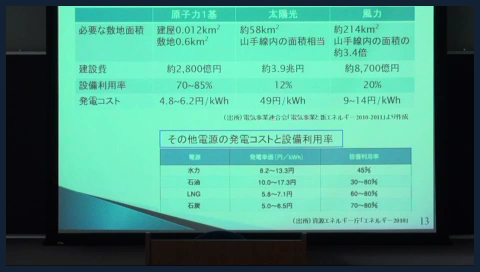 原子力1基 太陽光 風力
必要な敷地面積 建屋0.012km² 約58km² 約214km²
敷地0.6km² 山手線内の面積相当 山手線内の面積の
約3.4倍
建設費 約2,800億円 約3.9兆円 約8,700億円
設備利用率 70~85% 12% 20%
発電コスト 4.8~6.2円/kWh 49円/kWh 9~14円/kWh
(出所)電気事業連合会「電気事業と新エネルギー2010-2011」より作成
その他電源の発電コストと設備利用率
電源 発電単価(円/kWh) 設備利用率
水力 8.2~13.3円 45%
石油 10.0~17.3円 30~80%
LNG 5.8~7.1円 60~80%
石炭 5.0~6.5円 70~80%
(出所)資源エネルギー庁「エネルギー2010」 13